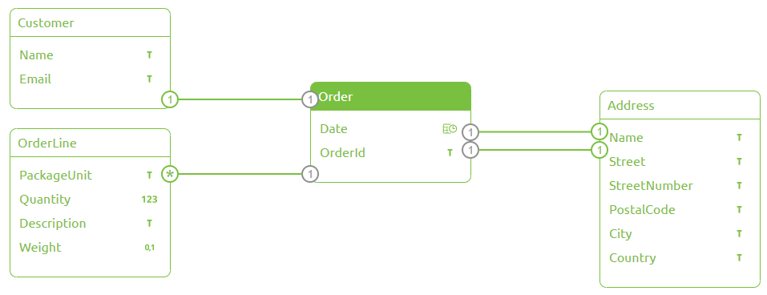 Customer
Name T
Email T
1
1
Order
Date
1
1
OrderId T
1
1
1
Address
Name T
Street T
StreetNumber T
PostalCode T
City T
Country T
OrderLine
PackageUnit T
*
Quantity 123
Description T
Weight 0,1